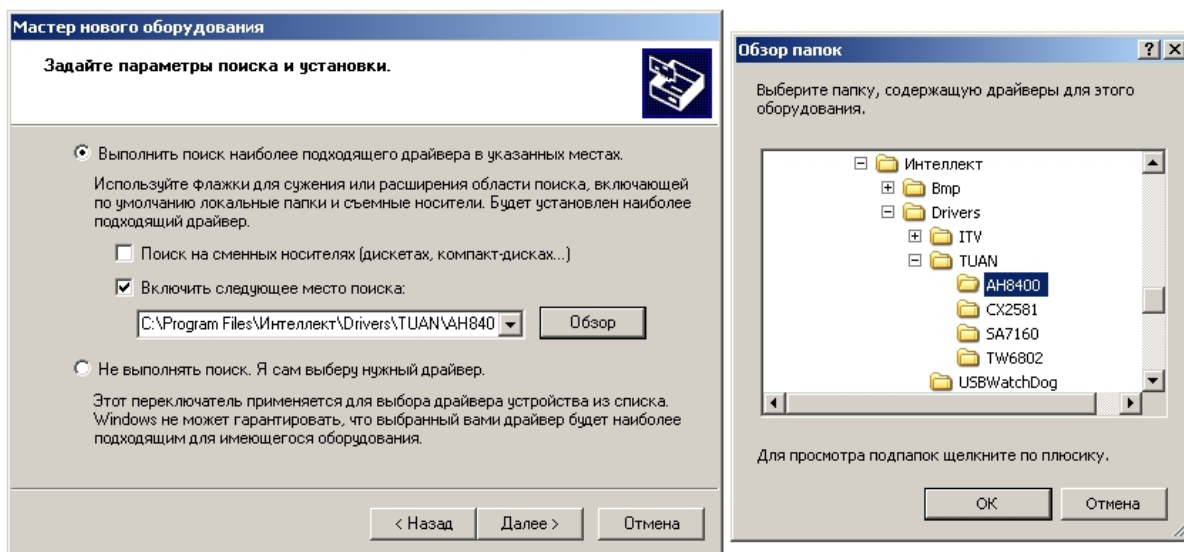 Мастер нового оборудования
Задайте параметры поиска и установки.
Выполнить поиск наиболее подходящего драйвера в указанных местах.
Используйте флажки для сужения или расширения области поиска, включающей
по умолчанию локальные папки и съемные носители. Будет установлен наиболее
подходящий драйвер.
Поиск на сменных носителях (дискетах, компакт-дисках...)
Включить следующее место поиска:
C:\Program Files\Интеллект\Drivers\TUAN\AH840
Обзор
Не выполнять поиск. Я сам выберу нужный драйвер.
Этот переключатель применяется для выбора драйвера устройства из списка.
Windows не может гарантировать, что выбранный вами драйвер будет наиболее
подходящим для имеющегося оборудования.
< Назад
Далее >
Отмена
Обзор папок
Выберите папку, содержащую драйверы для этого
оборудования.
Интеллект
Bmp
Drivers
ITV
TUAN
AH8400
CX2581
SA7160
TW6802
USBWatchDog
Для просмотра подпапок щелкните по плюсику.
OK
Отмена